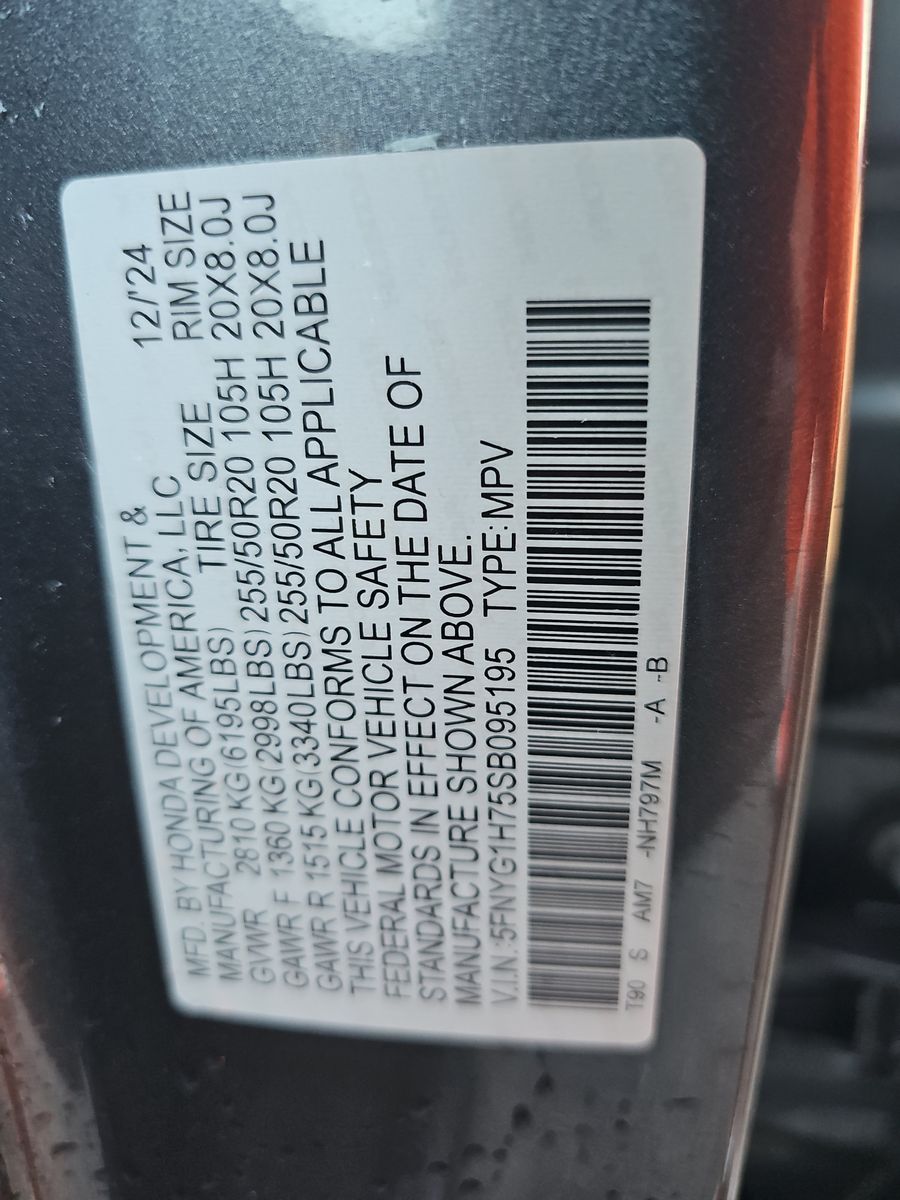 MFD. BY HONDA DEVELOPMENT & 12/'24
MANUFACTURING OF AMERICA, LLC RIM SIZE
GVWR 2810 KG(6195LBS) TIRE SIZE
GAWR F 1360 KG(2998LBS) 255/50R20 105H 20X8.0J
GAWR R 1515 KG(3340LBS) 255/50R20 105H 20X8.0J
THIS VEHICLE CONFORMS TO ALL APPLICABLE
FEDERAL MOTOR VEHICLE SAFETY
STANDARDS IN EFFECT ON THE DATE OF
MANUFACTURE SHOWN ABOVE.
V.I.N:5FNYG1H75SB095195 TYPE:MPV
T90 S AM7 -NH797M -A -B